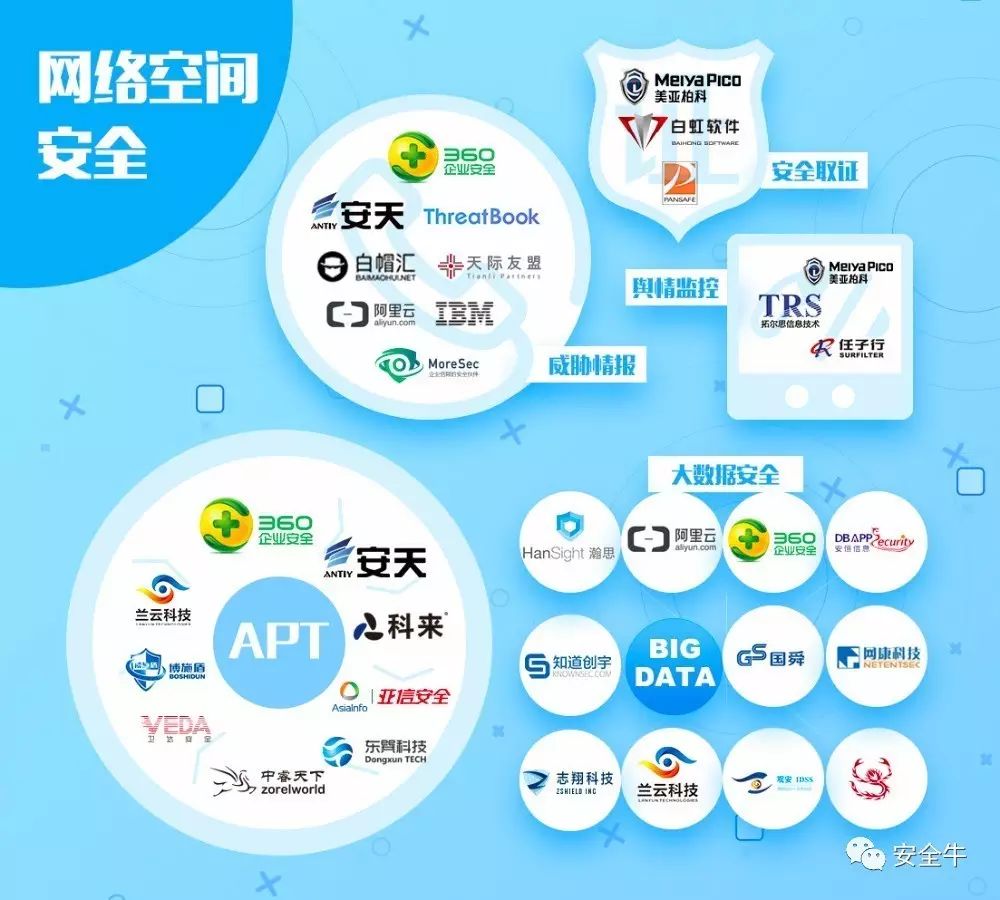 网络空间
安全
360
企业安全
ANTIY 安天
ThreatBook
白帽汇
BAIMAOHUI.NET
天际友盟
Tianji Partners
阿里云
aliyun.com
IBM
MoreSec
威胁情报
MeiyaPico
美亚柏科
白虹软件
BAIHONG SOFTWARE
PANSAFE
安全取证
舆情监控
MeiyaPico
美亚柏科
TRS
拓尔思信息技术
任子行
SURFILTER
APT
360
企业安全
ANTIY 安天
科来
AsiaInfo 亚信安全
东巽科技
Dongxun TECH
中睿天下
zorelworld
VEDA
卫达安全
博施盾
BOSHIDUN
兰云科技
LANYUN TECHNOLOGIES
大数据安全
HanSight 瀚思
阿里云
aliyun.com
360
企业安全
DBAPPSecurity
安恒信息
知道创宇
KNOWNSEC.COM
BIG
DATA
GS 国舜
网康科技
NETENTSEC
志翔科技
ZSHIELD INC
兰云科技
LANYUN TECHNOLOGIES
观安 IDSS
安全牛